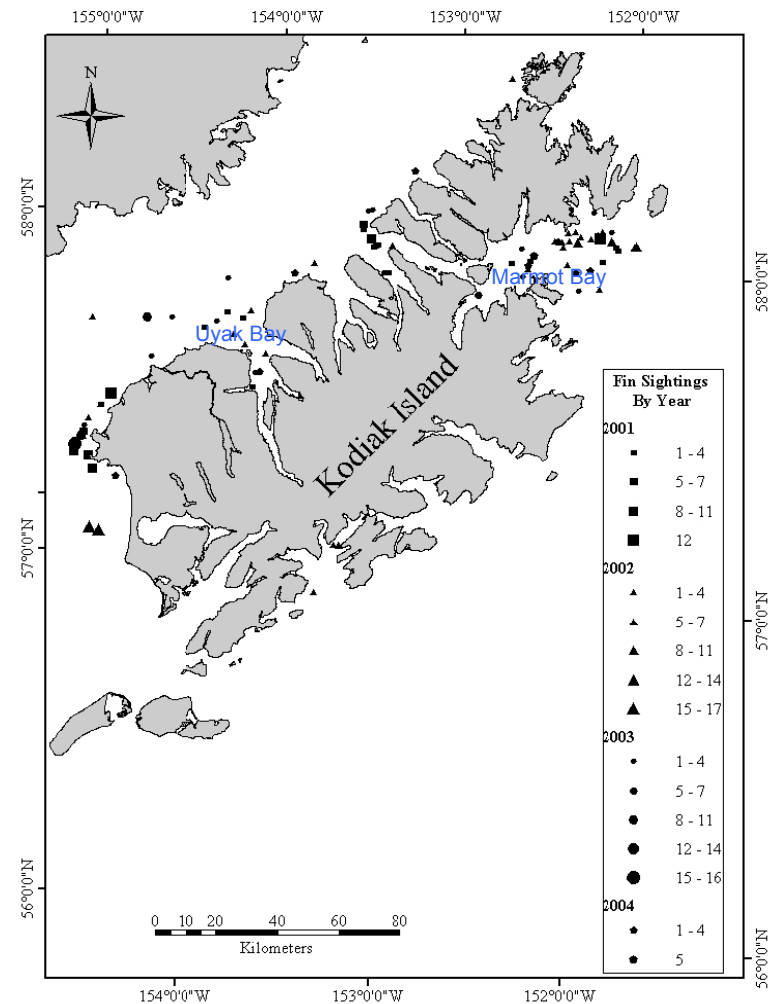 155°0'0"W 154°0'0"W 153°0'0"W 152°0'0"W
N
58°0'0"N
58°0'0"N
Marmot Bay
Uyak Bay
Kodiak Island
57°0'0"N
57°0'0"N
56°0'0"N
56°0'0"N
Fin Sightings
By Year
2001
1 - 4
5 - 7
8 - 11
12
2002
1 - 4
5 - 7
8 - 11
12 - 14
15 - 17
2003
1 - 4
5 - 7
8 - 11
12 - 14
15 - 16
2004
1 - 4
5
0 10 20 40 60 80
Kilometers
154°0'0"W 153°0'0"W 152°0'0"W